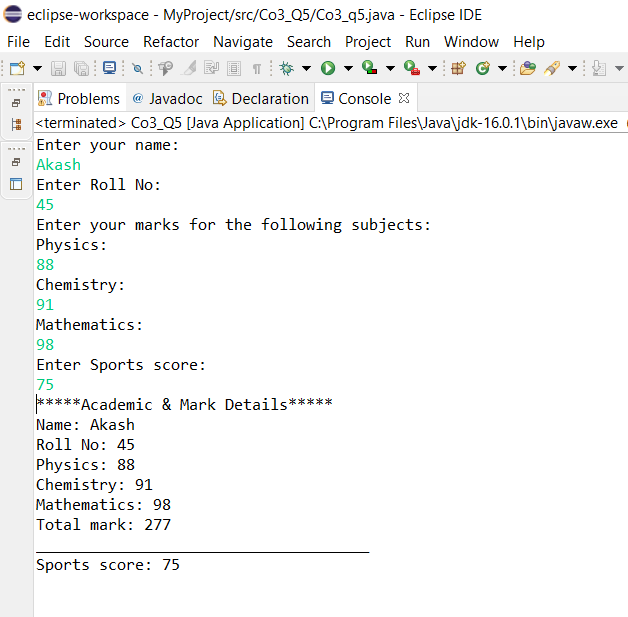 eclipse-workspace - MyProject/src/Co3_Q5/Co3_q5.java - Eclipse IDE
File Edit Source Refactor Navigate Search Project Run Window Help
Problems @ Javadoc Declaration Console
<terminated> Co3_Q5 [Java Application] C:\Program Files\Java\jdk-16.0.1\bin\javaw.exe (
Enter your name:
Akash
Enter Roll No:
45
Enter your marks for the following subjects:
Physics:
88
Chemistry:
91
Mathematics:
98
Enter Sports score:
75
*****Academic & Mark Details*****
Name: Akash
Roll No: 45
Physics: 88
Chemistry: 91
Mathematics: 98
Total mark: 277
_____________________________________
Sports score: 75